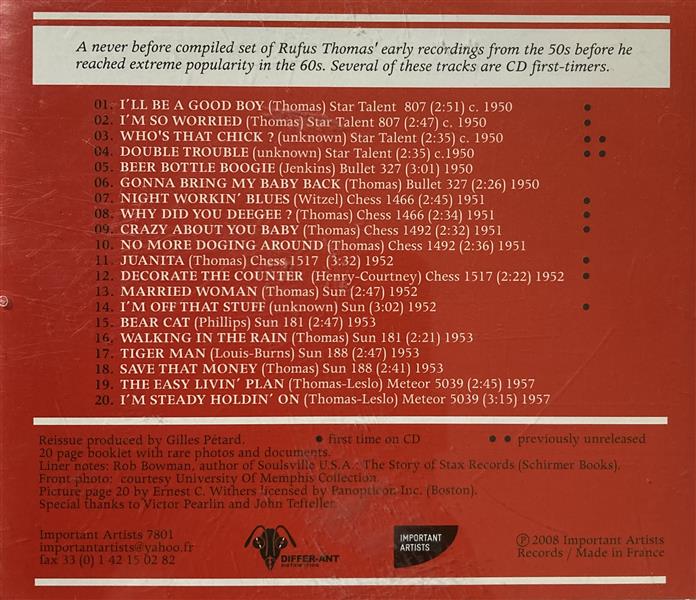 A never before compiled set of Rufus Thomas' early recordings from the 50s before he
reached extreme popularity in the 60s. Several of these tracks are CD first-timers.
01. I'LL BE A GOOD BOY (Thomas) Star Talent 807 (2:51) c. 1950 •
02. I'M SO WORRIED (Thomas) Star Talent 807 (2:47) c. 1950 •
03. WHO'S THAT CHICK ? (unknown) Star Talent (2:35) c. 1950 • •
04. DOUBLE TROUBLE (unknown) Star Talent (2:35) c.1950 • •
05. BEER BOTTLE BOOGIE (Jenkins) Bullet 327 (3:01) 1950
06. GONNA BRING MY BABY BACK (Thomas) Bullet 327 (2:26) 1950
07. NIGHT WORKIN' BLUES (Witzel) Chess 1466 (2:45) 1951 •
08. WHY DID YOU DEEGEE ? (Thomas) Chess 1466 (2:34) 1951 •
09. CRAZY ABOUT YOU BABY (Thomas) Chess 1492 (2:32) 1951 •
10. NO MORE DOGING AROUND (Thomas) Chess 1492 (2:36) 1951
11. JUANITA (Thomas) Chess 1517 (3:32) 1952 •
12. DECORATE THE COUNTER (Henry-Courtney) Chess 1517 (2:22) 1952 •
13. MARRIED WOMAN (Thomas) Sun (2:47) 1952
14. I'M OFF THAT STUFF (unknown) Sun (3:02) 1952 •
15. BEAR CAT (Phillips) Sun 181 (2:47) 1953
16, WALKING IN THE RAIN (Thomas) Sun 181 (2:21) 1953
17. TIGER MAN (Louis-Burns) Sun 188 (2:47) 1953
18. SAVE THAT MONEY (Thomas) Sun 188 (2:41) 1953
19. THE EASY LIVIN' PLAN (Thomas-Leslo) Meteor 5039 (2:45) 1957
20. I'M STEADY HOLDIN' ON (Thomas-Leslo) Meteor 5039 (3:15) 1957
Reissue produced by Gilles Pétard. • first time on CD • • previously unreleased
20 page booklet with rare photos and documents.
Liner notes: Rob Bowman, author of Soulsville U.S.A.: The Story of Stax Records (Schirmer Books).
Front photo: courtesy University Of Memphis Collection.
Picture page 20 by Ernest C. Withers licensed by Panopticon Inc. (Boston).
Special thanks to Victor Pearlin and John Tefteller.
Important Artists 7801
importantartists@yahoo.fr
fax 33 (0) 1 42 15 02 82
DIFFER-ANT
DISTRIBUTION
IMPORTANT
ARTISTS
℗ 2008 Important Artists
Records / Made in France